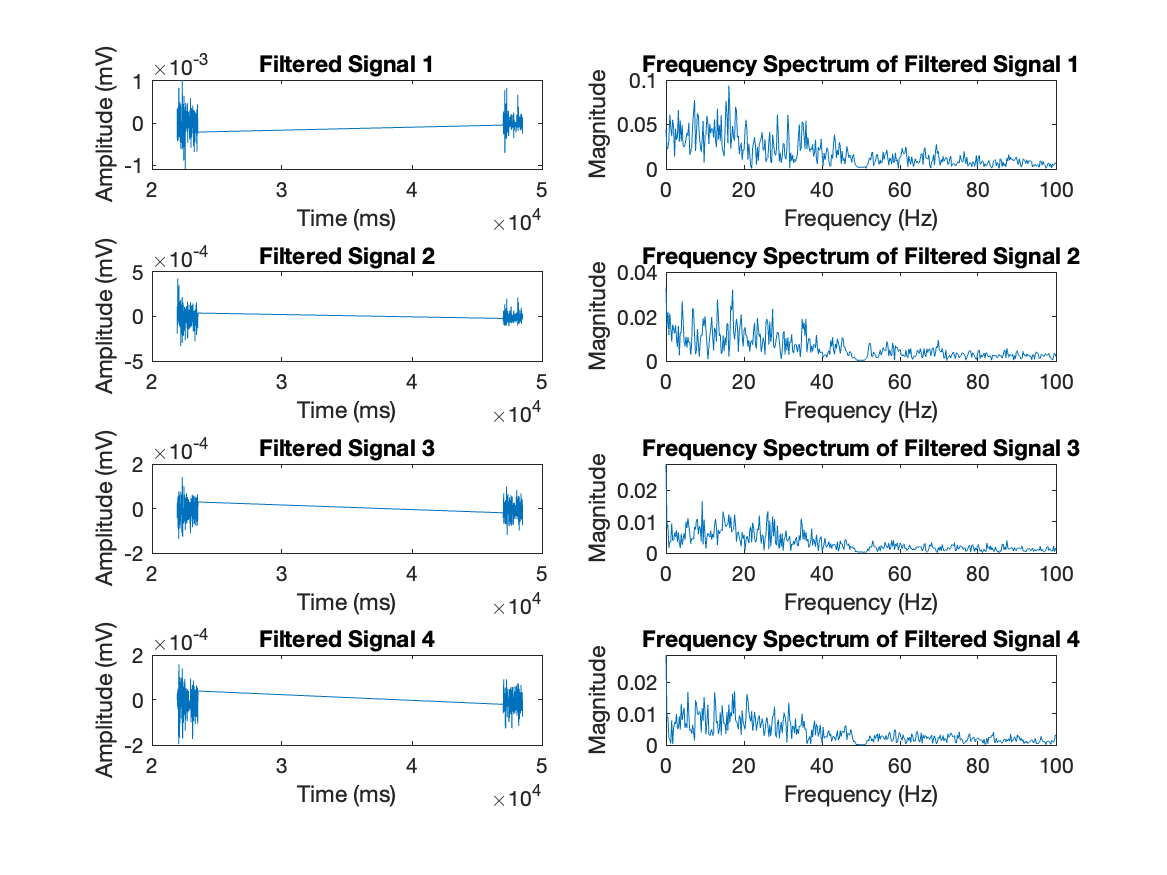 Filtered Signal 1
×10-3
Amplitude (mV)
1
0
-1
2 3 4 5
Time (ms)
×104
Frequency Spectrum of Filtered Signal 1
Magnitude
0.1
0.05
0
0 20 40 60 80 100
Frequency (Hz)
Filtered Signal 2
×10-4
Amplitude (mV)
5
0
-5
2 3 4 5
Time (ms)
×104
Frequency Spectrum of Filtered Signal 2
Magnitude
0.04
0.02
0
0 20 40 60 80 100
Frequency (Hz)
Filtered Signal 3
×10-4
Amplitude (mV)
2
0
-2
2 3 4 5
Time (ms)
×104
Frequency Spectrum of Filtered Signal 3
Magnitude
0.02
0.01
0
0 20 40 60 80 100
Frequency (Hz)
Filtered Signal 4
×10-4
Amplitude (mV)
2
0
-2
2 3 4 5
Time (ms)
×104
Frequency Spectrum of Filtered Signal 4
Magnitude
0.02
0.01
0
0 20 40 60 80 100
Frequency (Hz)